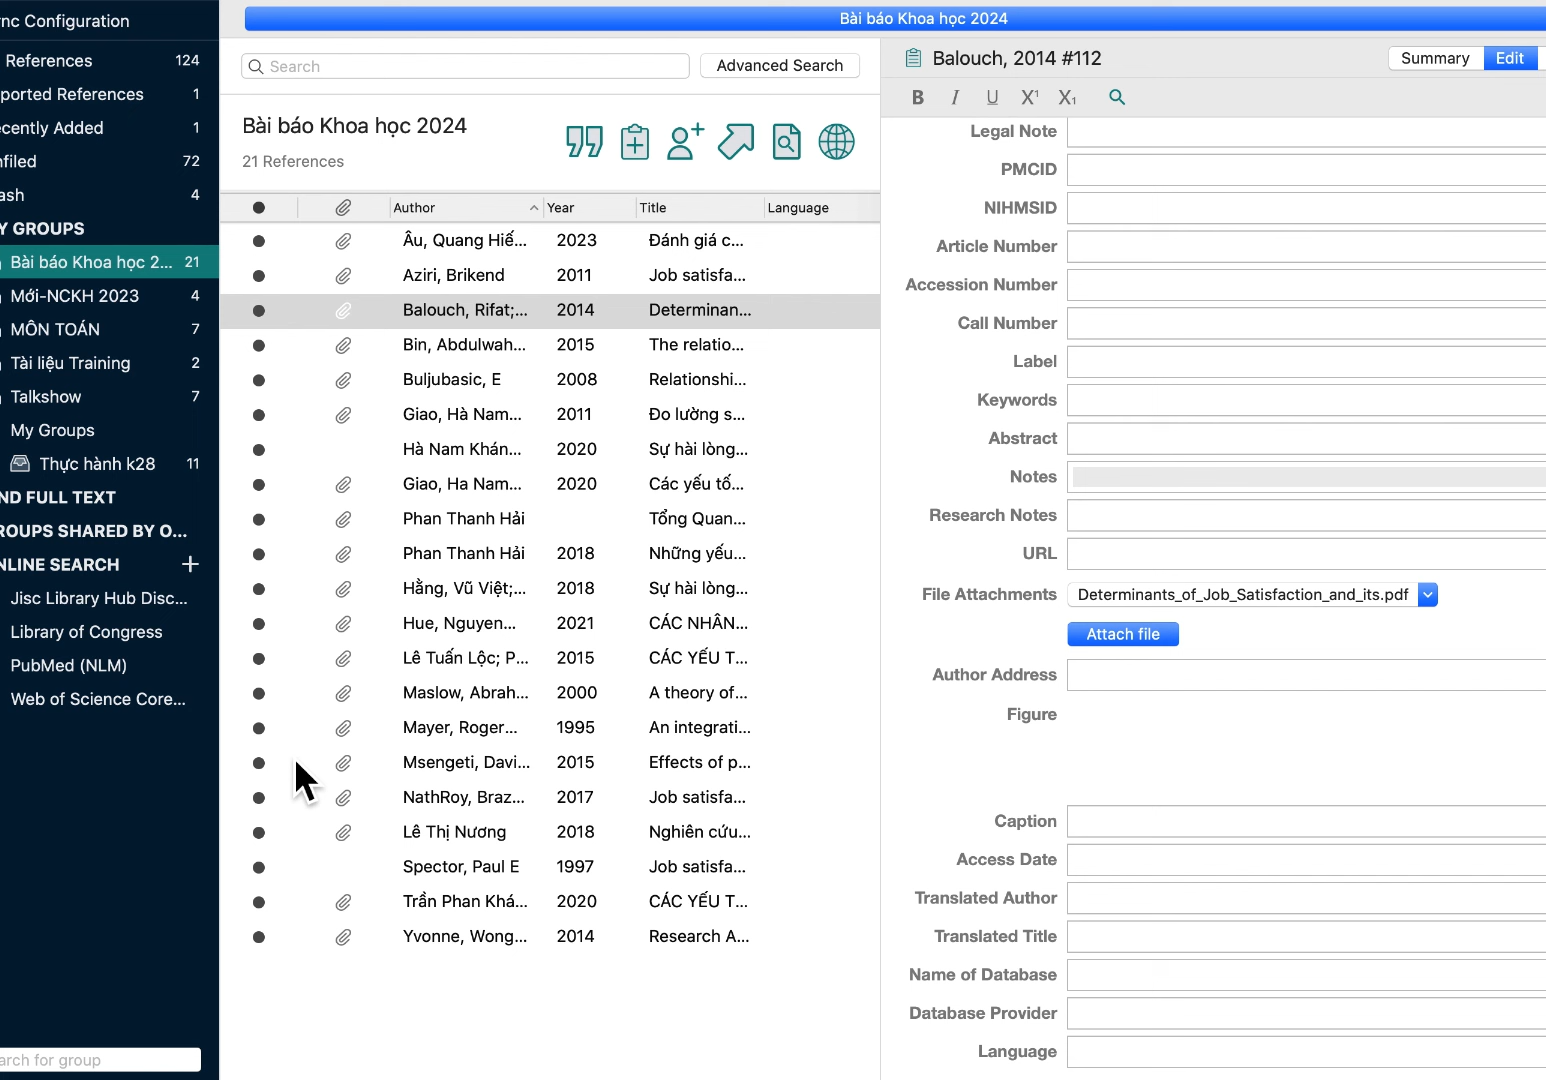 nc Configuration
References 124
ported References 1
ecently Added 1
nfiled 72
ash 4
Y GROUPS
Bài báo Khoa học 2... 21
Mới-NCKH 2023 4
MÔN TOÁN 7
Tài liệu Training 2
Talkshow 7
My Groups
Thực hành k28 11
ND FULL TEXT
ROUPS SHARED BY O...
NLINE SEARCH +
Jisc Library Hub Disc...
Library of Congress
PubMed (NLM)
Web of Science Core...
arch for group
Bài báo Khoa học 2024
Search
Advanced Search
Bài báo Khoa học 2024
21 References
Author Year Title Language
Âu, Quang Hiế... 2023 Đánh giá c...
Aziri, Brikend 2011 Job satisfa...
Balouch, Rifat;... 2014 Determinan...
Bin, Abdulwah... 2015 The relatio...
Buljubasic, E 2008 Relationshi...
Giao, Hà Nam... 2011 Đo lường s...
Hà Nam Khán... 2020 Sự hài lòng...
Giao, Ha Nam... 2020 Các yếu tố...
Phan Thanh Hải Tổng Quan...
Phan Thanh Hải 2018 Những yếu...
Hằng, Vũ Việt;... 2018 Sự hài lòng...
Hue, Nguyen... 2021 CÁC NHÂN...
Lê Tuấn Lộc; P... 2015 CÁC YẾU T...
Maslow, Abrah... 2000 A theory of...
Mayer, Roger... 1995 An integrati...
Msengeti, Davi... 2015 Effects of p...
NathRoy, Braz... 2017 Job satisfa...
Lê Thị Nương 2018 Nghiên cứu...
Spector, Paul E 1997 Job satisfa...
Trần Phan Khá... 2020 CÁC YẾU T...
Yvonne, Wong... 2014 Research A...
Balouch, 2014 #112
Summary Edit
B I U X¹ X₁
Legal Note
PMCID
NIHMSID
Article Number
Accession Number
Call Number
Label
Keywords
Abstract
Notes
Research Notes
URL
File Attachments Determinants_of_Job_Satisfaction_and_its.pdf
Attach file
Author Address
Figure
Caption
Access Date
Translated Author
Translated Title
Name of Database
Database Provider
Language